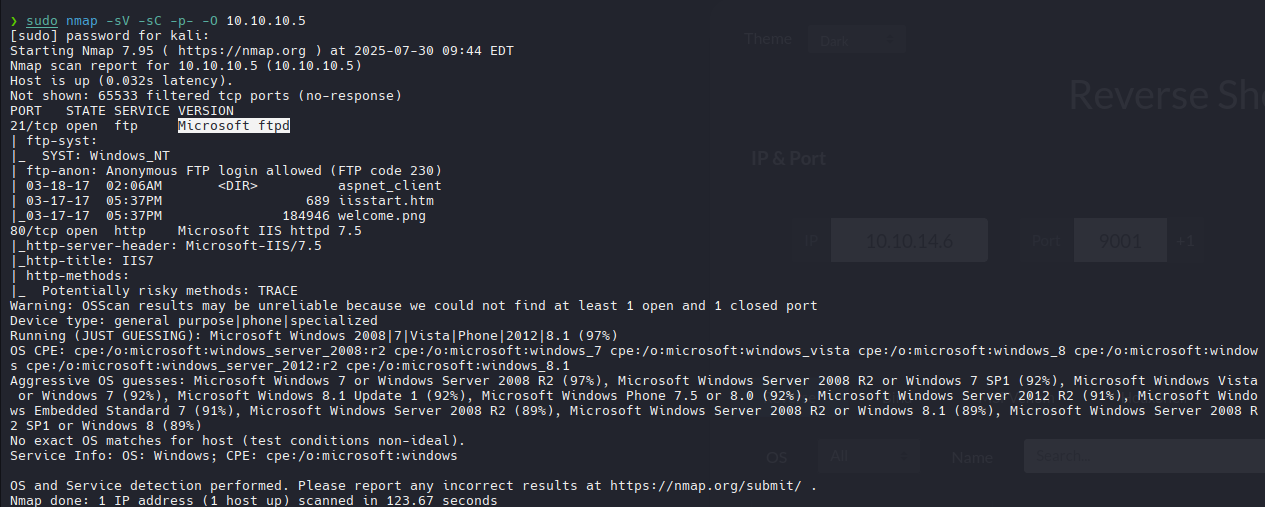 ❯ sudo nmap -sV -sC -p- -O 10.10.10.5
[sudo] password for kali:
Starting Nmap 7.95 ( https://nmap.org ) at 2025-07-30 09:44 EDT
Nmap scan report for 10.10.10.5 (10.10.10.5)
Host is up (0.032s latency).
Not shown: 65533 filtered tcp ports (no-response)
PORT   STATE SERVICE VERSION
21/tcp open  ftp     Microsoft ftpd
| ftp-syst:
|_  SYST: Windows_NT
| ftp-anon: Anonymous FTP login allowed (FTP code 230)
| 03-18-17  02:06AM       <DIR>          aspnet_client
| 03-17-17  05:37PM                  689 iisstart.htm
|_03-17-17  05:37PM               184946 welcome.png
80/tcp open  http    Microsoft IIS httpd 7.5
|_http-server-header: Microsoft-IIS/7.5
|_http-title: IIS7
| http-methods:
|_  Potentially risky methods: TRACE
Warning: OSScan results may be unreliable because we could not find at least 1 open and 1 closed port
Device type: general purpose|phone|specialized
Running (JUST GUESSING): Microsoft Windows 2008|7|Vista|Phone|2012|8.1 (97%)
OS CPE: cpe:/o:microsoft:windows_server_2008:r2 cpe:/o:microsoft:windows_7 cpe:/o:microsoft:windows_vista cpe:/o:microsoft:windows_8 cpe:/o:microsoft:window
s cpe:/o:microsoft:windows_server_2012:r2 cpe:/o:microsoft:windows_8.1
Aggressive OS guesses: Microsoft Windows 7 or Windows Server 2008 R2 (97%), Microsoft Windows Server 2008 R2 or Windows 7 SP1 (92%), Microsoft Windows Vista
 or Windows 7 (92%), Microsoft Windows 8.1 Update 1 (92%), Microsoft Windows Phone 7.5 or 8.0 (92%), Microsoft Windows Server 2012 R2 (91%), Microsoft Windo
ws Embedded Standard 7 (91%), Microsoft Windows Server 2008 R2 (89%), Microsoft Windows Server 2008 R2 or Windows 8.1 (89%), Microsoft Windows Server 2008 R
2 SP1 or Windows 8 (89%)
No exact OS matches for host (test conditions non-ideal).
Service Info: OS: Windows; CPE: cpe:/o:microsoft:windows
OS and Service detection performed. Please report any incorrect results at https://nmap.org/submit/ .
Nmap done: 1 IP address (1 host up) scanned in 123.67 seconds
Theme Dark
Reverse She
IP & Port
IP 10.10.14.6 Port 9001 +1
OS All Name Search...